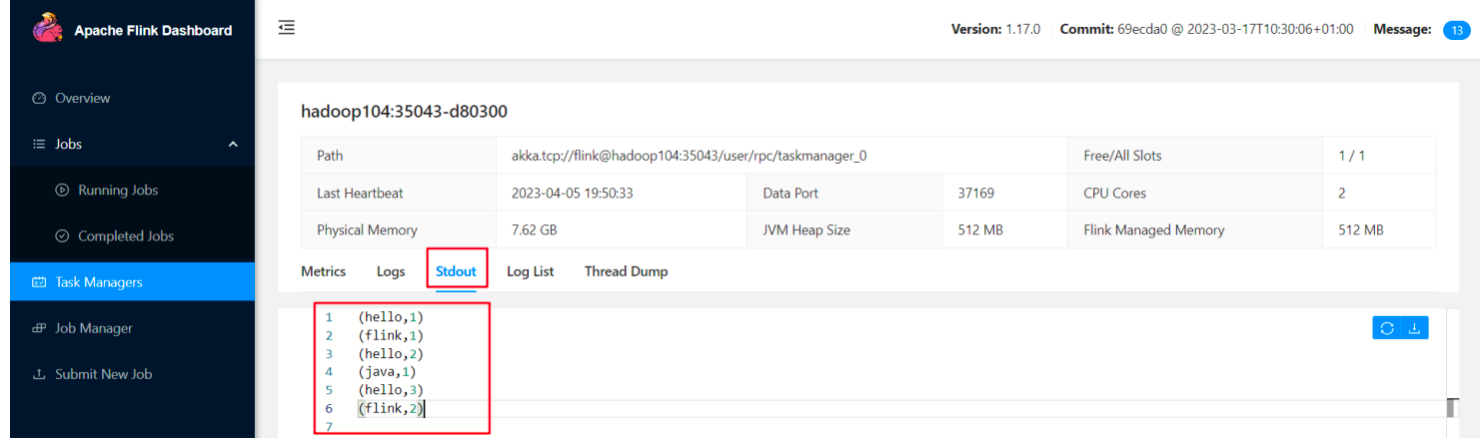 Apache Flink Dashboard
Version: 1.17.0 Commit: 69ecda0 @ 2023-03-17T10:30:06+01:00 Message: 13
Overview
Jobs
Running Jobs
Completed Jobs
Task Managers
Job Manager
Submit New Job
hadoop104:35043-d80300
Path akka.tcp://flink@hadoop104:35043/user/rpc/taskmanager_0 Free/All Slots 1 / 1
Last Heartbeat 2023-04-05 19:50:33 Data Port 37169 CPU Cores 2
Physical Memory 7.62 GB JVM Heap Size 512 MB Flink Managed Memory 512 MB
Metrics Logs Stdout Log List Thread Dump
1 (hello,1)
2 (flink,1)
3 (hello,2)
4 (java,1)
5 (hello,3)
6 (flink,2)
7